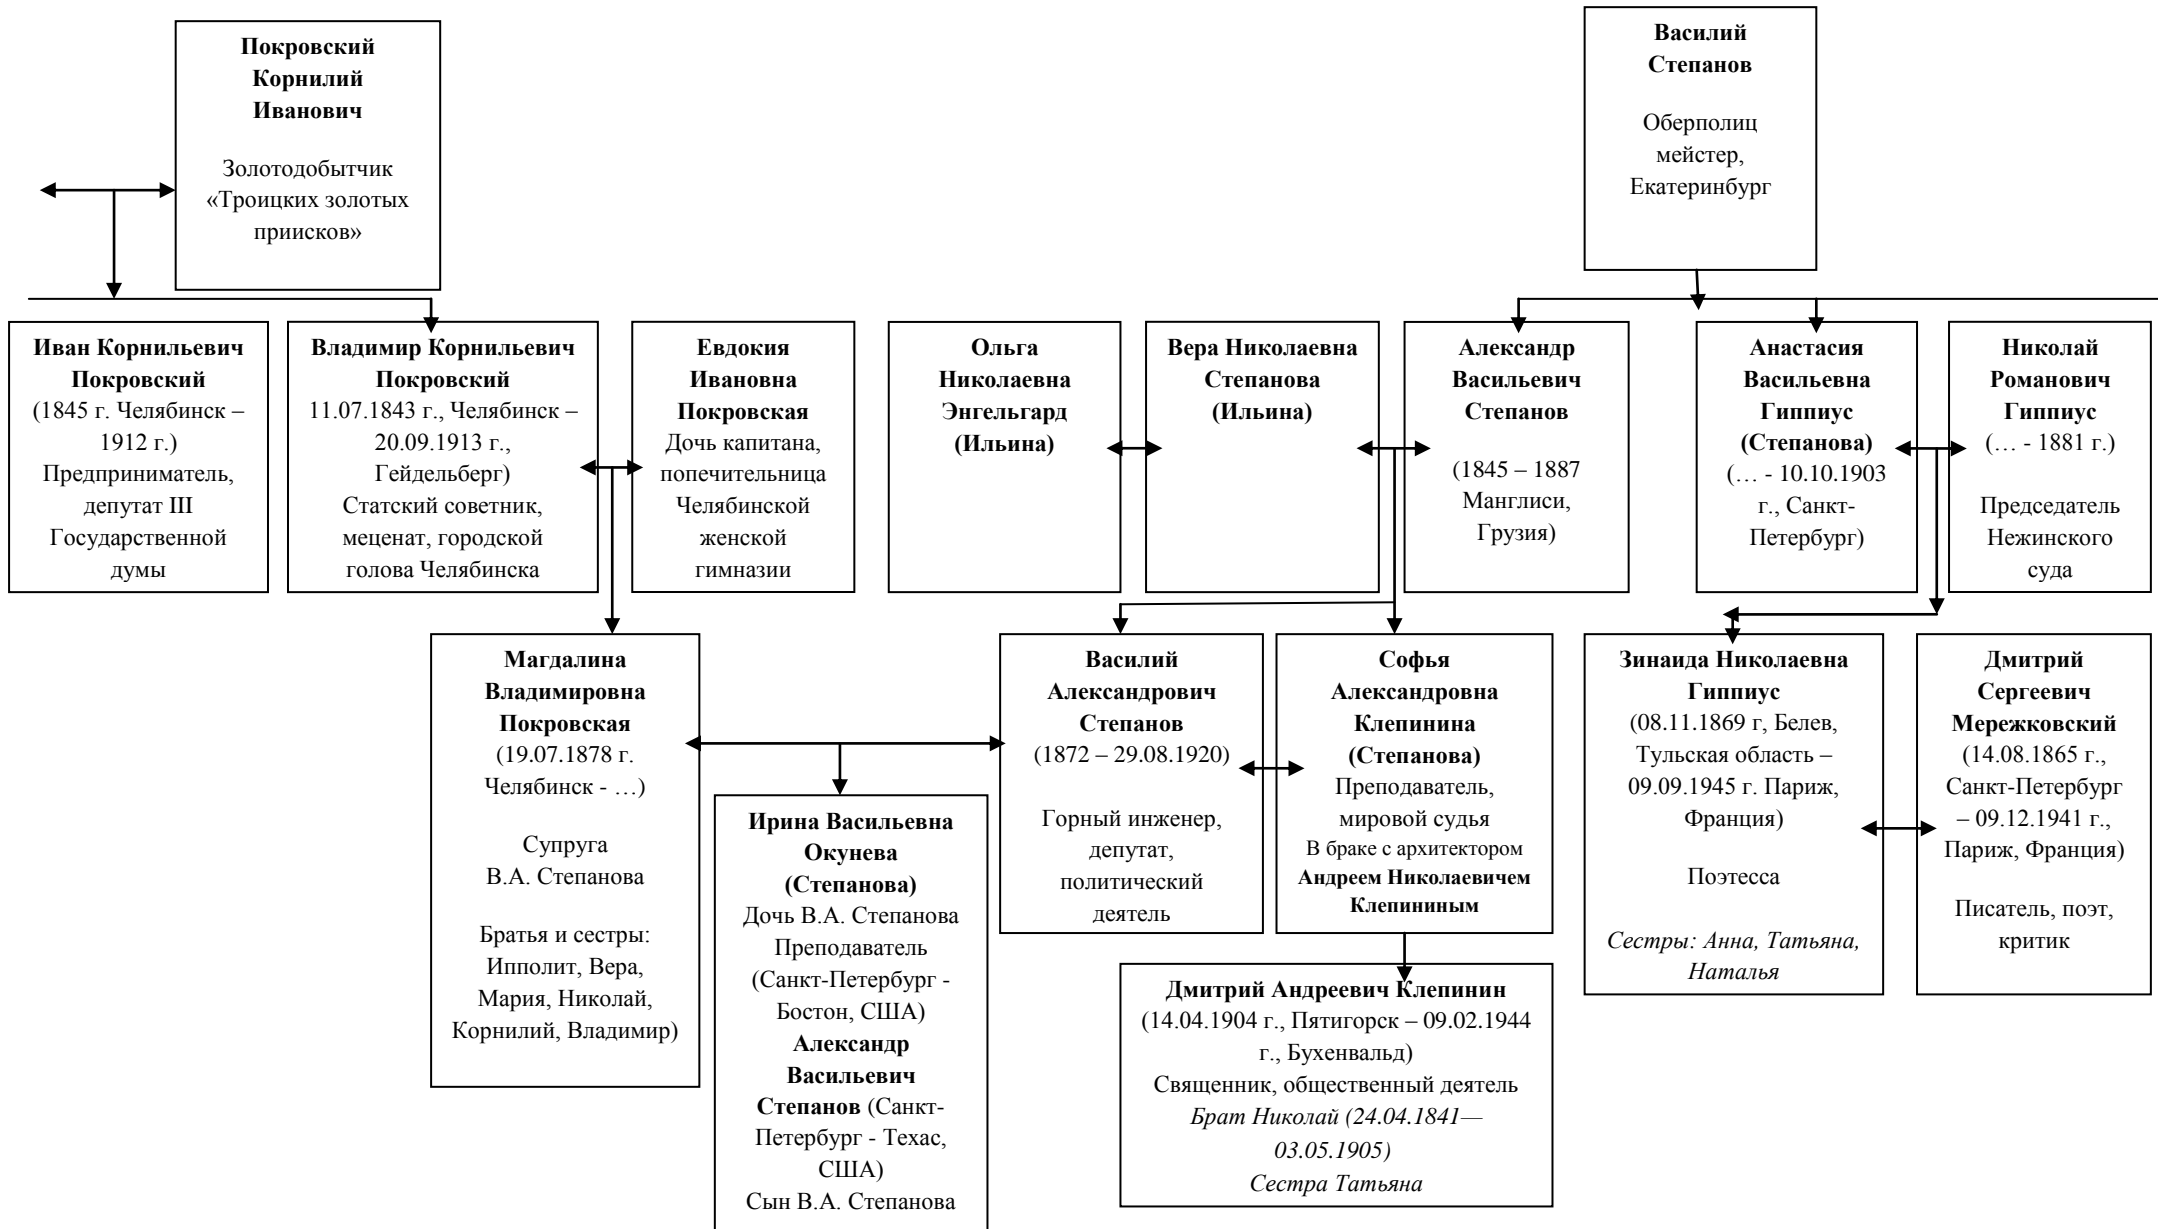 Покровский
Корнилий
Иванович
Золотодобытчик
«Троицких золотых
приисков»
Василий
Степанов
Оберполиц
мейстер,
Екатеринбург
Иван Корнильевич
Покровский
(1845 г. Челябинск –
1912 г.)
Предприниматель,
депутат III
Государственной
думы
Владимир Корнильевич
Покровский
11.07.1843 г., Челябинск –
20.09.1913 г.,
Гейдельберг)
Статский советник,
меценат, городской
голова Челябинска
Евдокия
Ивановна
Покровская
Дочь капитана,
попечительница
Челябинской
женской
гимназии
Ольга
Николаевна
Энгельгард
(Ильина)
Вера Николаевна
Степанова
(Ильина)
Александр
Васильевич
Степанов
(1845 – 1887
Манглиси,
Грузия)
Анастасия
Васильевна
Гиппиус
(Степанова)
(… - 10.10.1903
г., Санкт-
Петербург)
Николай
Романович
Гиппиус
(… - 1881 г.)
Председатель
Нежинского
суда
Магдалина
Владимировна
Покровская
(19.07.1878 г.
Челябинск - …)
Супруга
В.А. Степанова
Братья и сестры:
Ипполит, Вера,
Мария, Николай,
Корнилий, Владимир)
Ирина Васильевна
Окунева
(Степанова)
Дочь В.А. Степанова
Преподаватель
(Санкт-Петербург -
Бостон, США)
Александр
Васильевич
Степанов (Санкт-
Петербург - Техас,
США)
Сын В.А. Степанова
Василий
Александрович
Степанов
(1872 – 29.08.1920)
Горный инженер,
депутат,
политический
деятель
Софья
Александровна
Клепинина
(Степанова)
Преподаватель,
мировой судья
В браке с архитектором
Андреем Николаевичем
Клепининым
Дмитрий Андреевич Клепинин
(14.04.1904 г., Пятигорск – 09.02.1944
г., Бухенвальд)
Священник, общественный деятель
Брат Николай (24.04.1841—
03.05.1905)
Сестра Татьяна
Зинаида Николаевна
Гиппиус
(08.11.1869 г, Белев,
Тульская область –
09.09.1945 г. Париж,
Франция)
Поэтесса
Сестры: Анна, Татьяна,
Наталья
Дмитрий
Сергеевич
Мережковский
(14.08.1865 г.,
Санкт-Петербург
– 09.12.1941 г.,
Париж, Франция)
Писатель, поэт,
критик